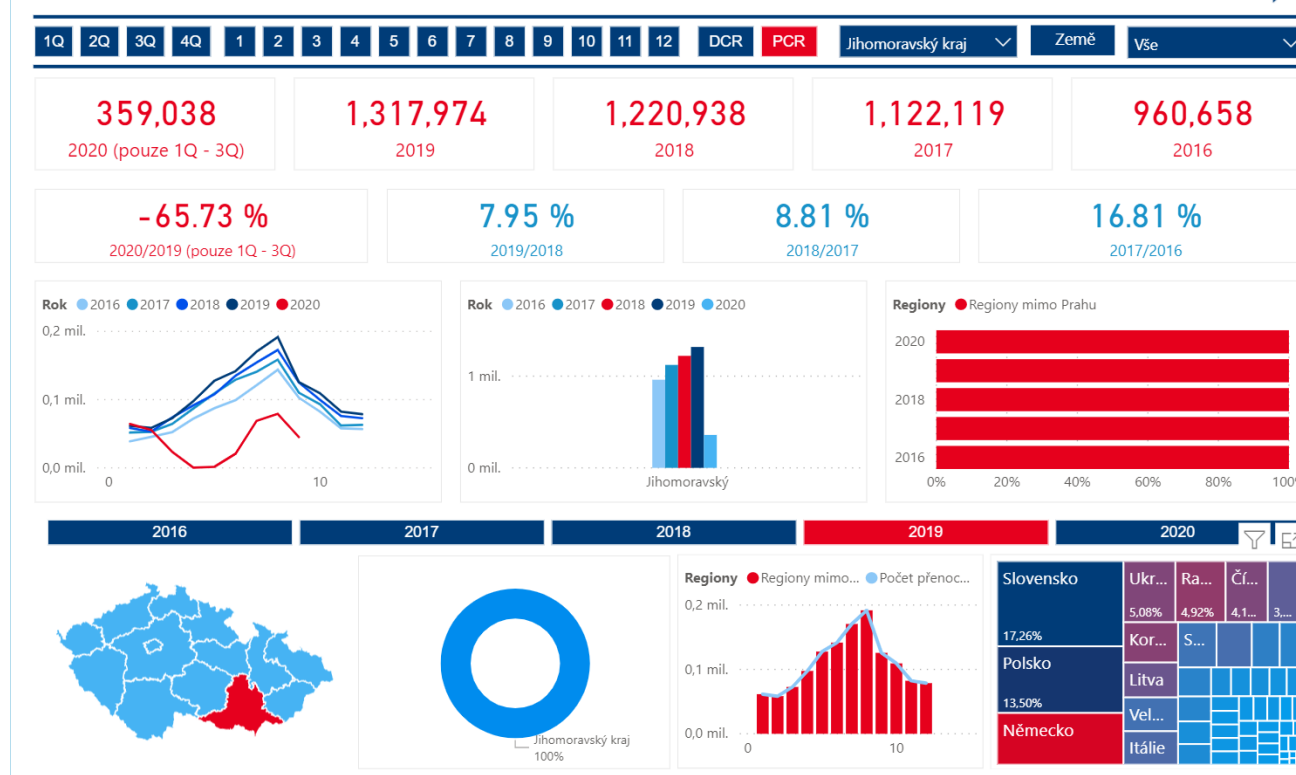 1Q 2Q 3Q 4Q 1 2 3 4 5 6 7 8 9 10 11 12 DCR PCR Jihomoravský kraj Země Vše
359,038 1,317,974 1,220,938 1,122,119 960,658
2020 (pouze 1Q - 3Q) 2019 2018 2017 2016
-65.73 % 7.95 % 8.81 % 16.81 %
2020/2019 (pouze 1Q - 3Q) 2019/2018 2018/2017 2017/2016
Rok 2016 2017 2018 2019 2020
0,2 mil.
0,1 mil.
0,0 mil.
0 10
Rok 2016 2017 2018 2019 2020
1 mil.
0 mil.
Jihomoravský
Regiony Regiony mimo Prahu
2020
2018
2016
0% 20% 40% 60% 80% 100%
2016 2017 2018 2019 2020
Jihomoravský kraj
100%
Regiony Regiony mimo... Počet přenoc...
0,2 mil.
0,1 mil.
0,0 mil.
0 10
Slovensko Ukr... Ra... Čí...
17,26% 5,08% 4,92% 4,1... 3,...
Polsko Kor... S...
13,50% Litva
Německo Vel...
Itálie